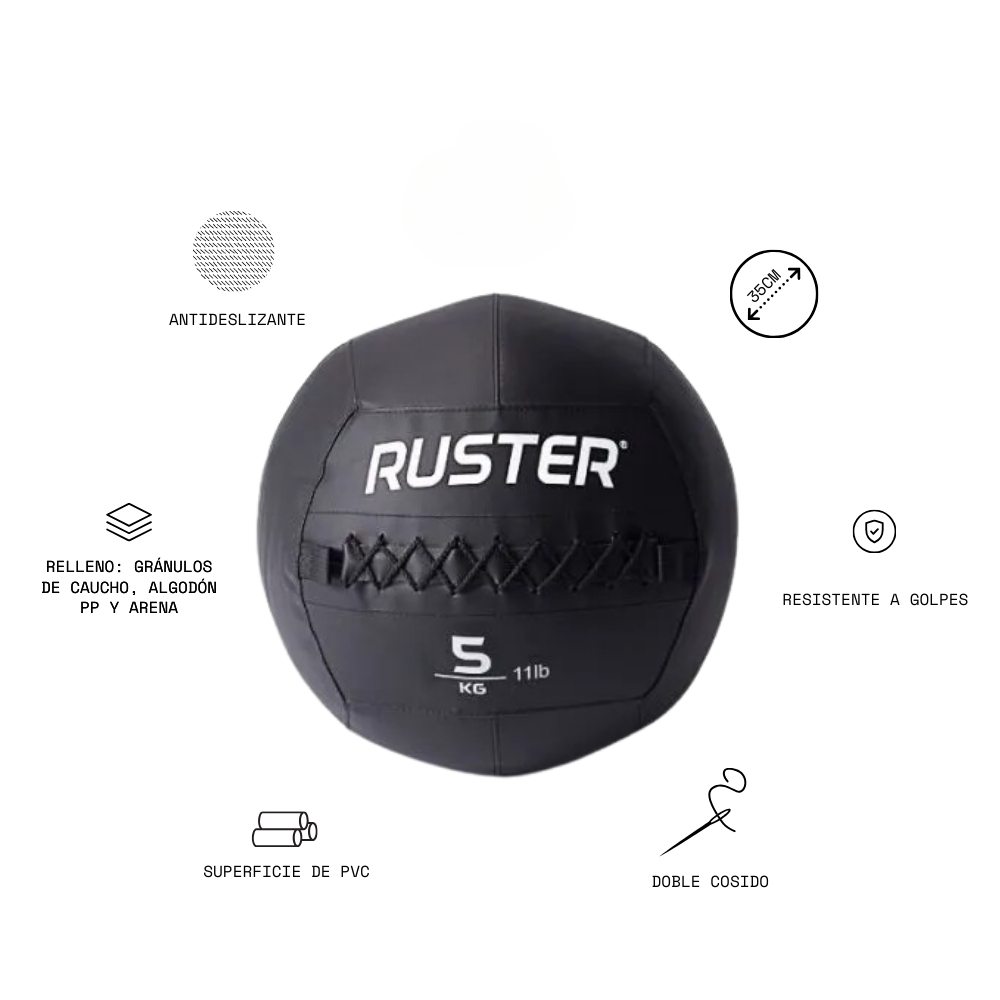 35CM
ANTIDESLIZANTE
RUSTER®
RELLENO: GRÁNULOS
DE CAUCHO, ALGODÓN
PP Y ARENA
RESISTENTE A GOLPES
5
KG
11lb
SUPERFICIE DE PVC
DOBLE COSIDO